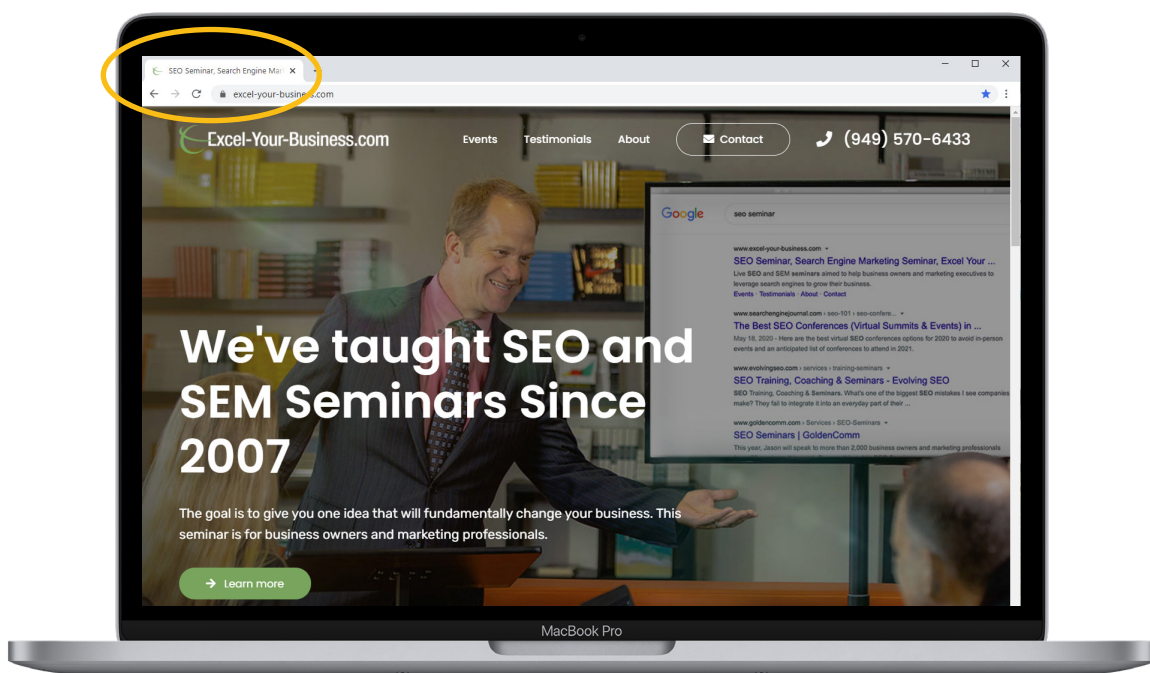 SEO Seminar, Search Engine Mar
excel-your-business.com
Excel-Your-Business.com
Events
Testimonials
About
Contact
(949) 570-6433
Google
seo seminar
www.excel-your-business.com
SEO Seminar, Search Engine Marketing Seminar, Excel Your ...
Live SEO and SEM seminars aimed to help business owners and marketing executives to
leverage search engines to grow their business.
Events · Testimonials · About · Contact
www.searchenginejournal.com › seo-101 › seo-confere...
The Best SEO Conferences (Virtual Summits & Events) in ...
May 18, 2020 - Here are the best virtual SEO conferences options for 2020 to avoid in-person
events and an anticipated list of conferences to attend in 2021.
www.evolvingseo.com › services › training-seminars
SEO Training, Coaching & Seminars - Evolving SEO
SEO Training, Coaching & Seminars. What's one of the biggest SEO mistakes I see companies
make? They fail to integrate it into an everyday part of their ...
www.goldencomm.com › Services › SEO-Seminars
SEO Seminars | GoldenComm
This year, Jason will speak to more than 2,000 business owners and marketing professionals
We've taught SEO and
SEM Seminars Since
2007
The goal is to give you one idea that will fundamentally change your business. This
seminar is for business owners and marketing professionals.
Learn more
MacBook Pro